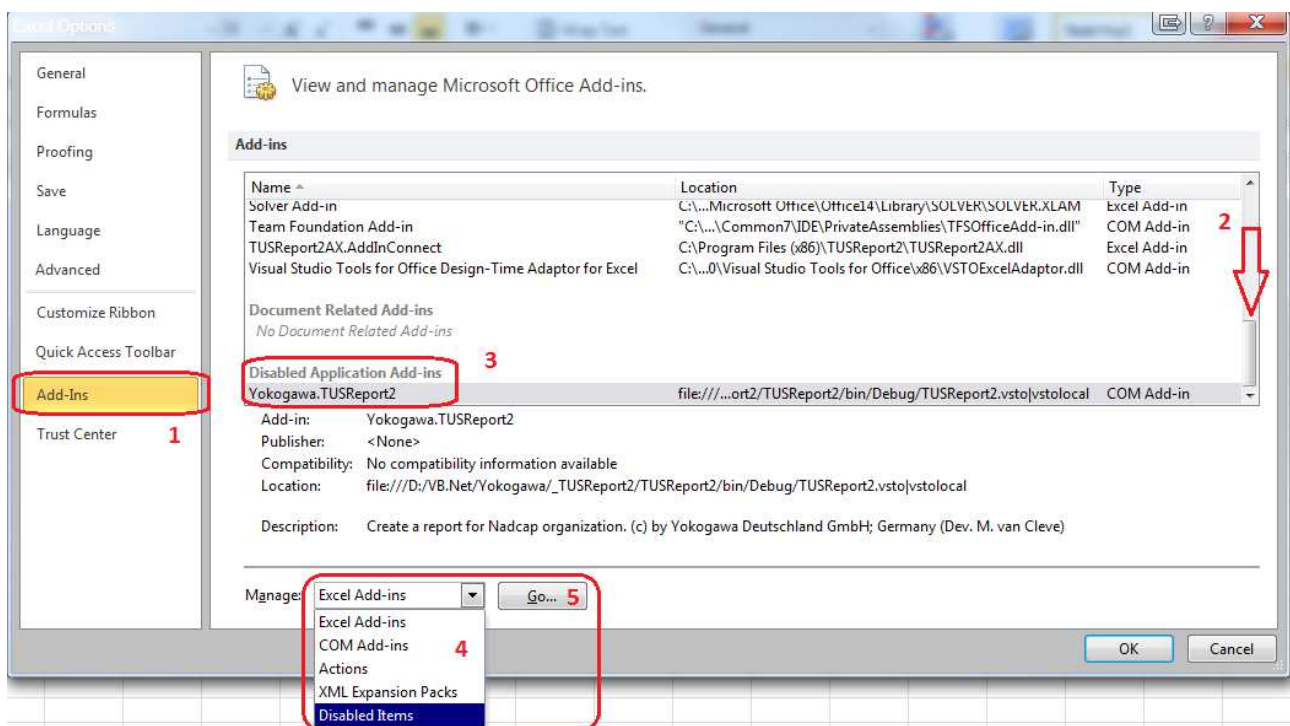 Excel Options
General
Formulas
Proofing
Save
Language
Advanced
Customize Ribbon
Quick Access Toolbar
Add-Ins
Trust Center
1
View and manage Microsoft Office Add-ins.
Add-ins
Name Location Type
Solver Add-in C:\...Microsoft Office\Office14\Library\SOLVER\SOLVER.XLAM Excel Add-in
Team Foundation Add-in "C:\...\Common7\IDE\PrivateAssemblies\TFSOfficeAdd-in.dll" COM Add-in
2
TUSReport2AX.AddInConnect C:\Program Files (x86)\TUSReport2\TUSReport2AX.dll Excel Add-in
Visual Studio Tools for Office Design-Time Adaptor for Excel C:\...0\Visual Studio Tools for Office\x86\VSTOExcelAdaptor.dll COM Add-in
Document Related Add-ins
No Document Related Add-ins
3
Disabled Application Add-ins
Yokogawa.TUSReport2 file:///...ort2/TUSReport2/bin/Debug/TUSReport2.vsto|vstolocal COM Add-in
Add-in: Yokogawa.TUSReport2
Publisher: <None>
Compatibility: No compatibility information available
Location: file:///D:/VB.Net/Yokogawa/_TUSReport2/TUSReport2/bin/Debug/TUSReport2.vsto|vstolocal
Description: Create a report for Nadcap organization. (c) by Yokogawa Deutschland GmbH; Germany (Dev. M. van Cleve)
Manage: Excel Add-ins Go... 5
Excel Add-ins
COM Add-ins 4
Actions
XML Expansion Packs
Disabled Items
OK Cancel